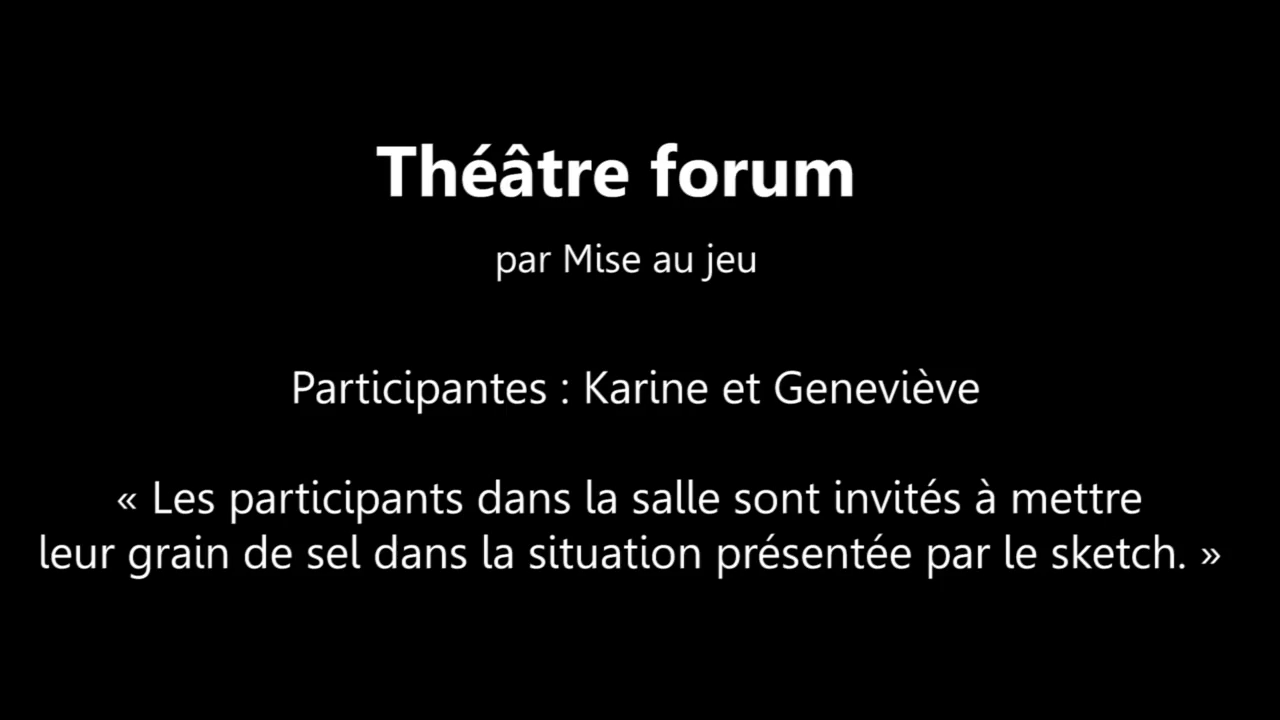 Théâtre forum
par Mise au jeu
Participantes : Karine et Geneviève
« Les participants dans la salle sont invités à mettre
leur grain de sel dans la situation présentée par le sketch. »